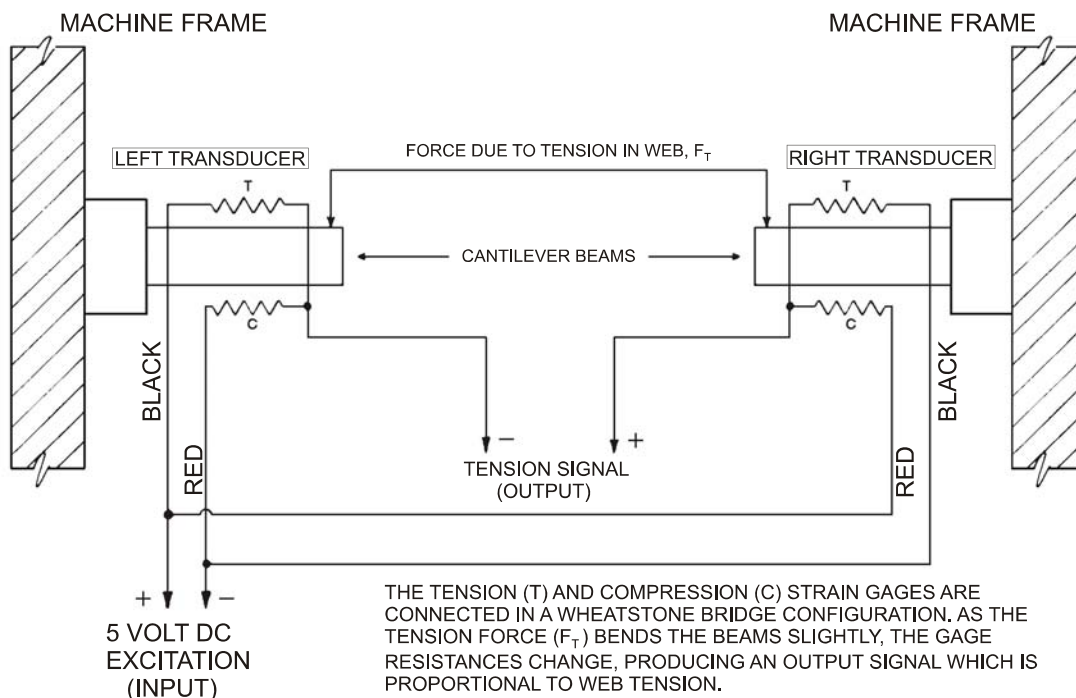 MACHINE FRAME
MACHINE FRAME
LEFT TRANSDUCER
FORCE DUE TO TENSION IN WEB, F_T
RIGHT TRANSDUCER
T
T
CANTILEVER BEAMS
C
C
BLACK
RED
BLACK
RED
− +
TENSION SIGNAL
(OUTPUT)
+ −
5 VOLT DC
EXCITATION
(INPUT)
THE TENSION (T) AND COMPRESSION (C) STRAIN GAGES ARE
CONNECTED IN A WHEATSTONE BRIDGE CONFIGURATION. AS THE
TENSION FORCE (F_T) BENDS THE BEAMS SLIGHTLY, THE GAGE
RESISTANCES CHANGE, PRODUCING AN OUTPUT SIGNAL WHICH IS
PROPORTIONAL TO WEB TENSION.